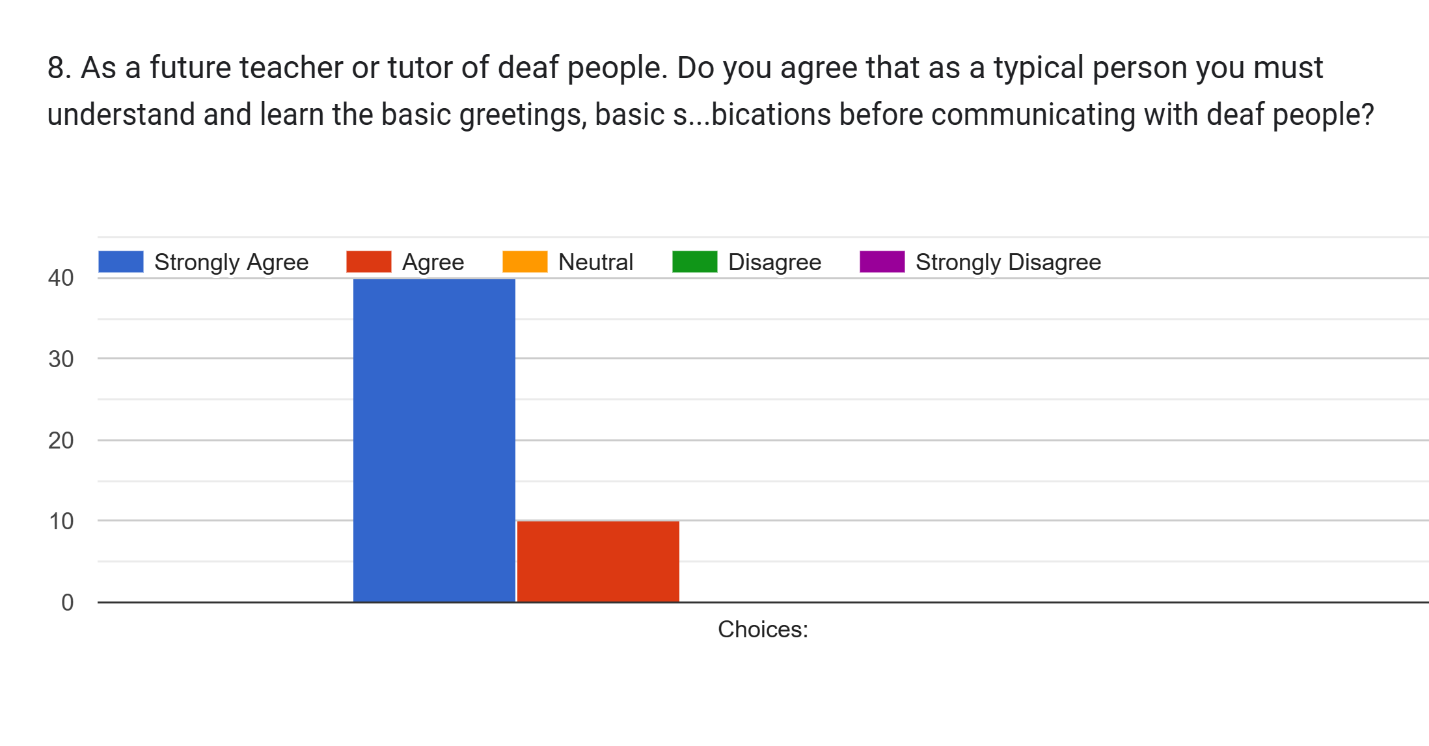 8. As a future teacher or tutor of deaf people. Do you agree that as a typical person you must
understand and learn the basic greetings, basic s...bications before communicating with deaf people?
Strongly Agree Agree Neutral Disagree Strongly Disagree
40
30
20
10
0
Choices: